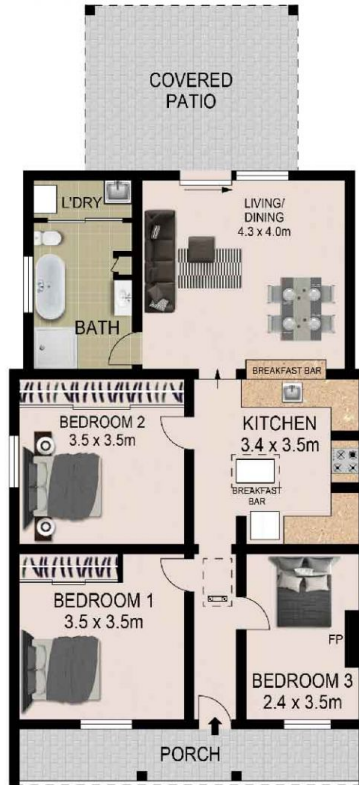 COVERED
PATIO
L'DRY
LIVING/
DINING
4.3 x 4.0m
BATH
BREAKFAST BAR
BEDROOM 2
3.5 x 3.5m
KITCHEN
3.4 x 3.5m
BREAKFAST
BAR
BEDROOM 1
3.5 x 3.5m
FP
BEDROOM 3
2.4 x 3.5m
PORCH